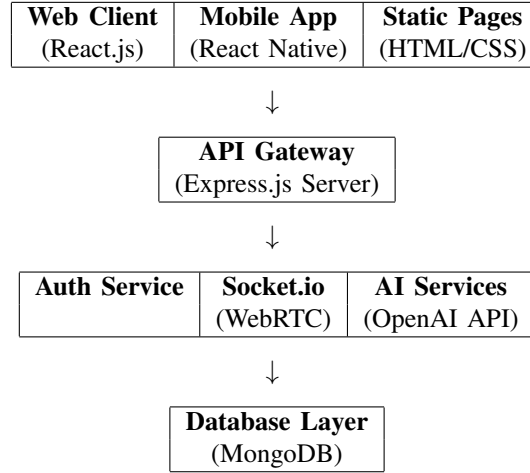 Web Client Mobile App Static Pages
(React.js) (React Native) (HTML/CSS)
↓
API Gateway
(Express.js Server)
↓
Auth Service Socket.io AI Services
(WebRTC) (OpenAI API)
↓
Database Layer
(MongoDB)